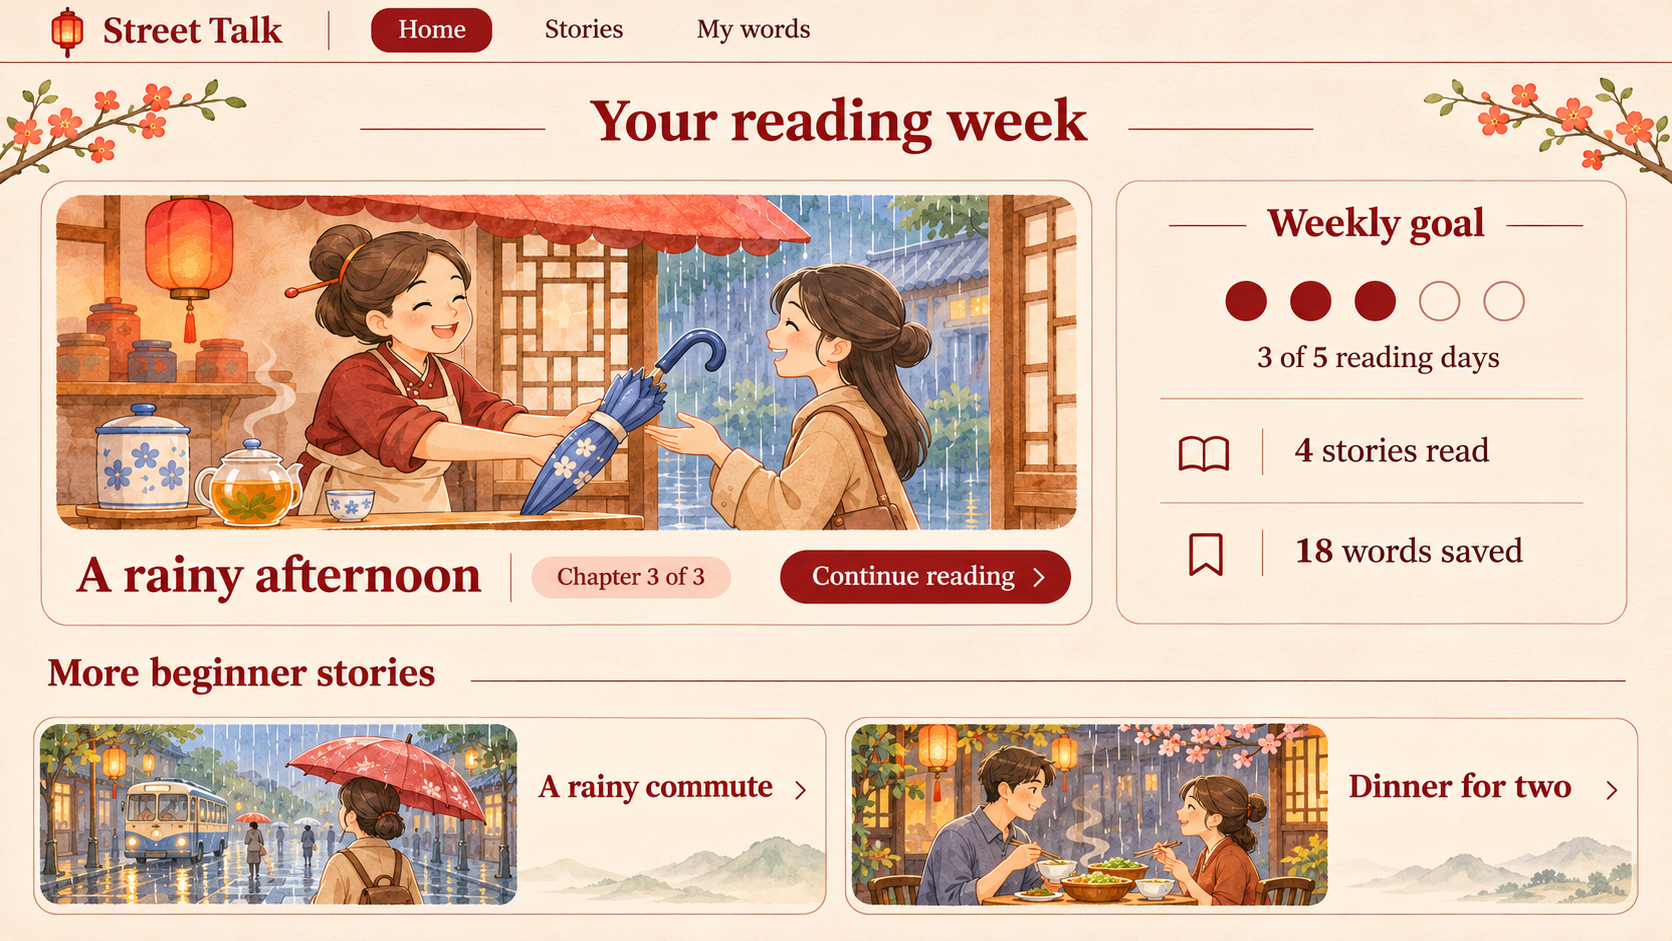 Street Talk
Home
Stories
My words
Your reading week
A rainy afternoon
Chapter 3 of 3
Continue reading
Weekly goal
3 of 5 reading days
4 stories read
18 words saved
More beginner stories
A rainy commute
Dinner for two